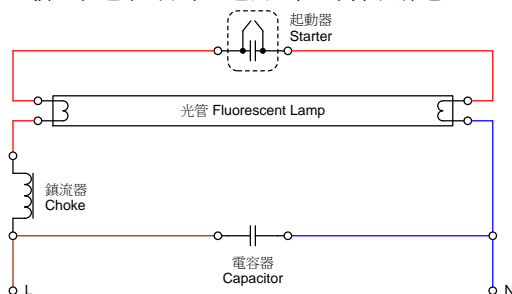 起動器
Starter
光管 Fluorescent Lamp
鎮流器
Choke
電容器
Capacitor
L
N